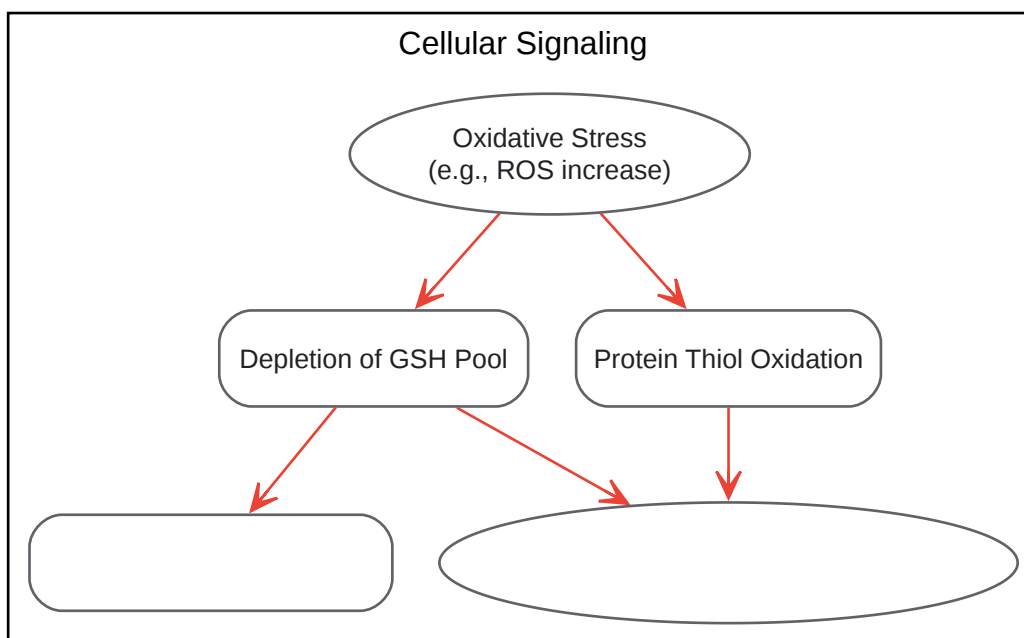 Cellular Signaling
Oxidative Stress
(e.g., ROS increase)
Depletion of GSH Pool
Protein Thiol Oxidation